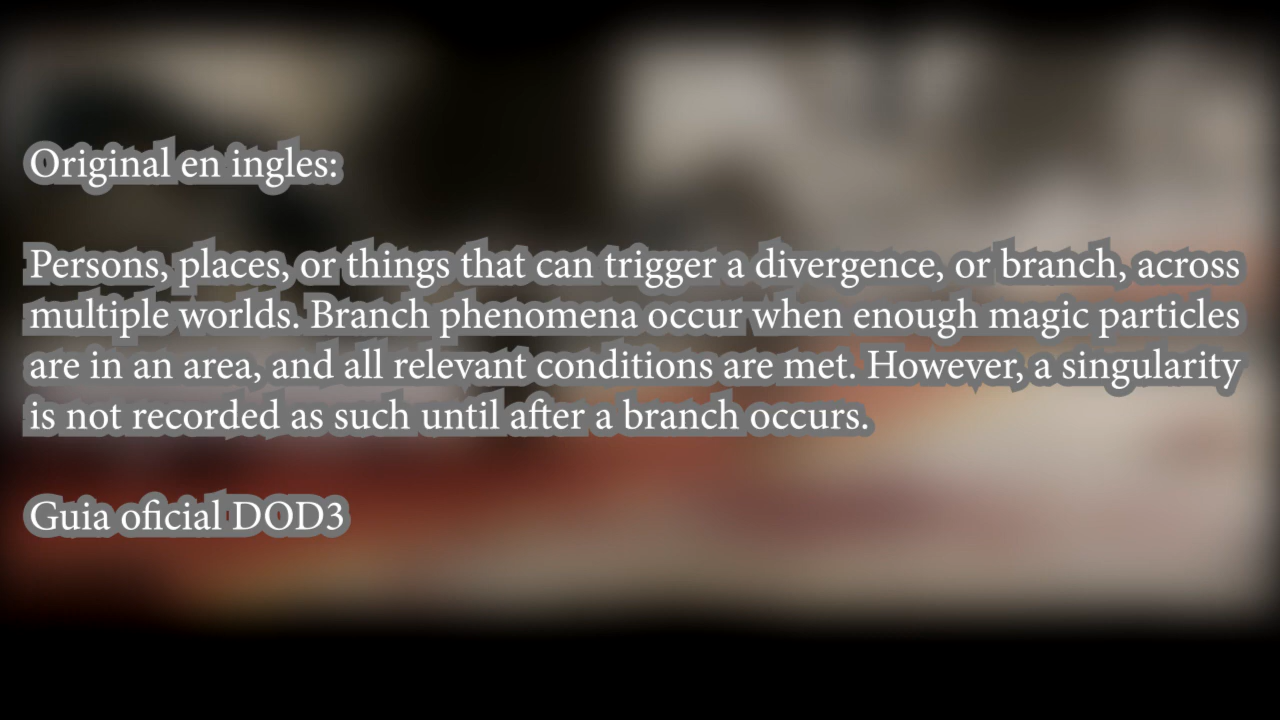 Original en ingles:
Persons, places, or things that can trigger a divergence, or branch, across
multiple worlds. Branch phenomena occur when enough magic particles
are in an area, and all relevant conditions are met. However, a singularity
is not recorded as such until after a branch occurs.
Guia oficial DOD3